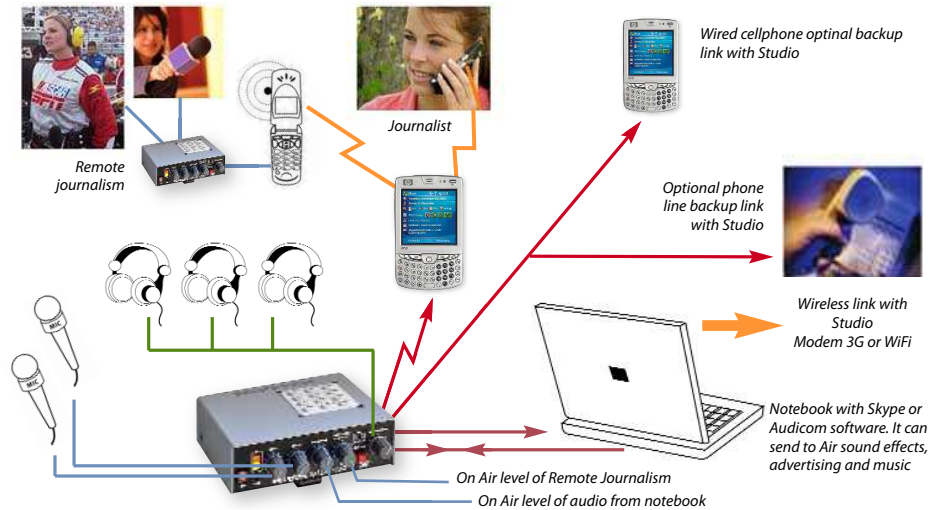 Wired cellphone optinal backup
link with Studio
Journalist
Remote
journalism
Optional phone
line backup link
with Studio
Wireless link with
Studio
Modem 3G or WiFi
MIC
MIC
Notebook with Skype or
Audicom software. It can
send to Air sound effects,
advertising and music
On Air level of Remote Journalism
On Air level of audio from notebook